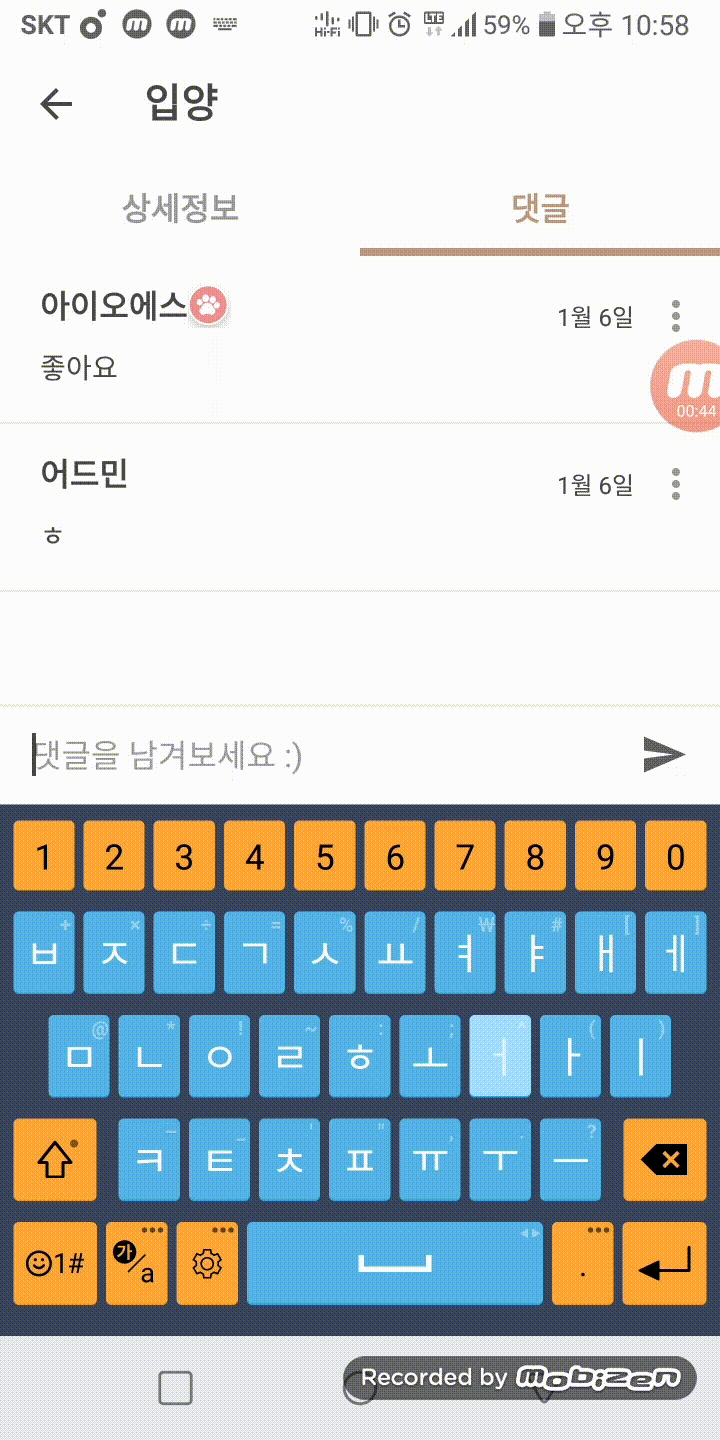 SKT Hi-Fi LTE 59% 오후 10:58
입양
상세정보 댓글
아이오에스 1월 6일
좋아요
00:44
어드민 1월 6일
ㅎ
댓글을 남겨보세요 :)
1 2 3 4 5 6 7 8 9 0
+ × ÷ = % / ₩ # [ ]
ㅂ ㅈ ㄷ ㄱ ㅅ ㅛ ㅕ ㅑ ㅐ ㅔ
@ * ! ~ : ; ^ ( )
ㅁ ㄴ ㅇ ㄹ ㅎ ㅗ ㅓ ㅏ ㅣ
- _ ' " , . ?
ㅋ ㅌ ㅊ ㅍ ㅠ ㅜ ㅡ
1# 가/a .
Recorded by mobizen